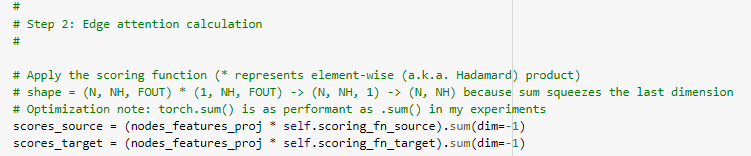 #
# Step 2: Edge attention calculation
#
# Apply the scoring function (* represents element-wise (a.k.a. Hadamard) product)
# shape = (N, NH, FOUT) * (1, NH, FOUT) -> (N, NH, 1) -> (N, NH) because sum squeezes the last dimension
# Optimization note: torch.sum() is as performant as .sum() in my experiments
scores_source = (nodes_features_proj * self.scoring_fn_source).sum(dim=-1)
scores_target = (nodes_features_proj * self.scoring_fn_target).sum(dim=-1)